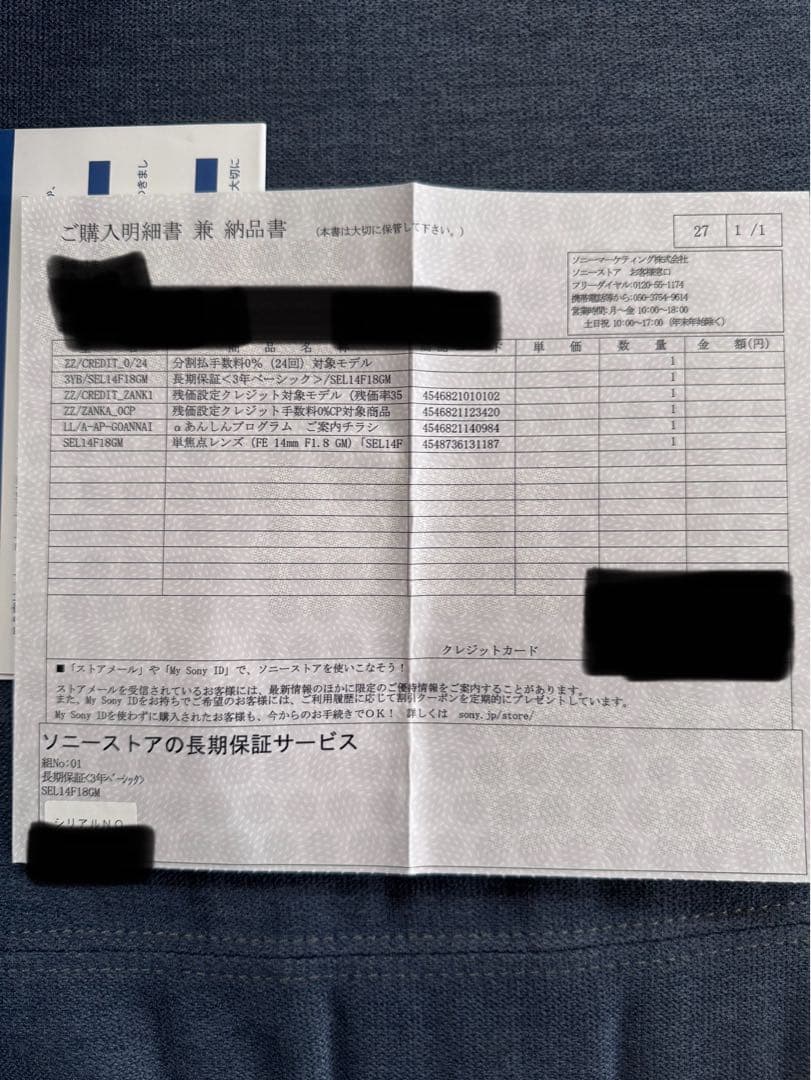 きまし
大切に
ご購入明細書 兼 納品書 (本書は大切に保管して下さい。)
27 1 /1
ソニーマーケティング株式会社
ソニーストア お客様窓口
フリーダイヤル:0120-55-1174
携帯電話等から:050-3754-9614
営業時間:月～金 10:00～18:00
土日祝 10:00～17:00 (年末年始除く)
品 名 単 価 数 量 金 額(円)
ZZ/CREDIT_0/24 分割払手数料0% (24回) 対象モデル 1
3YB/SEL14F18GM 長期保証<3年ベーシック>/SEL14F18GM 1
ZZ/CREDIT_ZANK1 残価設定クレジット対象モデル (残価率35 4546821010102 1
ZZ/ZANKA_0CP 残価設定クレジット手数料0%CP対象商品 4546821123420 1
LL/A-AP-GOANNAI αあんしんプログラム ご案内チラシ 4546821140984 1
SEL14F18GM 単焦点レンズ (FE 14mm F1.8 GM) 「SEL14F 4548736131187 1
クレジットカード
■「ストアメール」や「My Sony ID」で、ソニーストアを使いこなそう!
ストアメールを受信されているお客様には、最新情報のほかに限定のご優待情報をご案内することがあります。
また、My Sony IDをお持ちでご希望のお客様には、ご利用履歴に応じて割引クーポンを定期的にプレゼントしています。
My Sony IDを使わずに購入されたお客様も、今からのお手続きでOK! 詳しくは sony.jp/store/
ソニーストアの長期保証サービス
組No:01
長期保証<3年ベーシック>
SEL14F18GM
シリアルNO